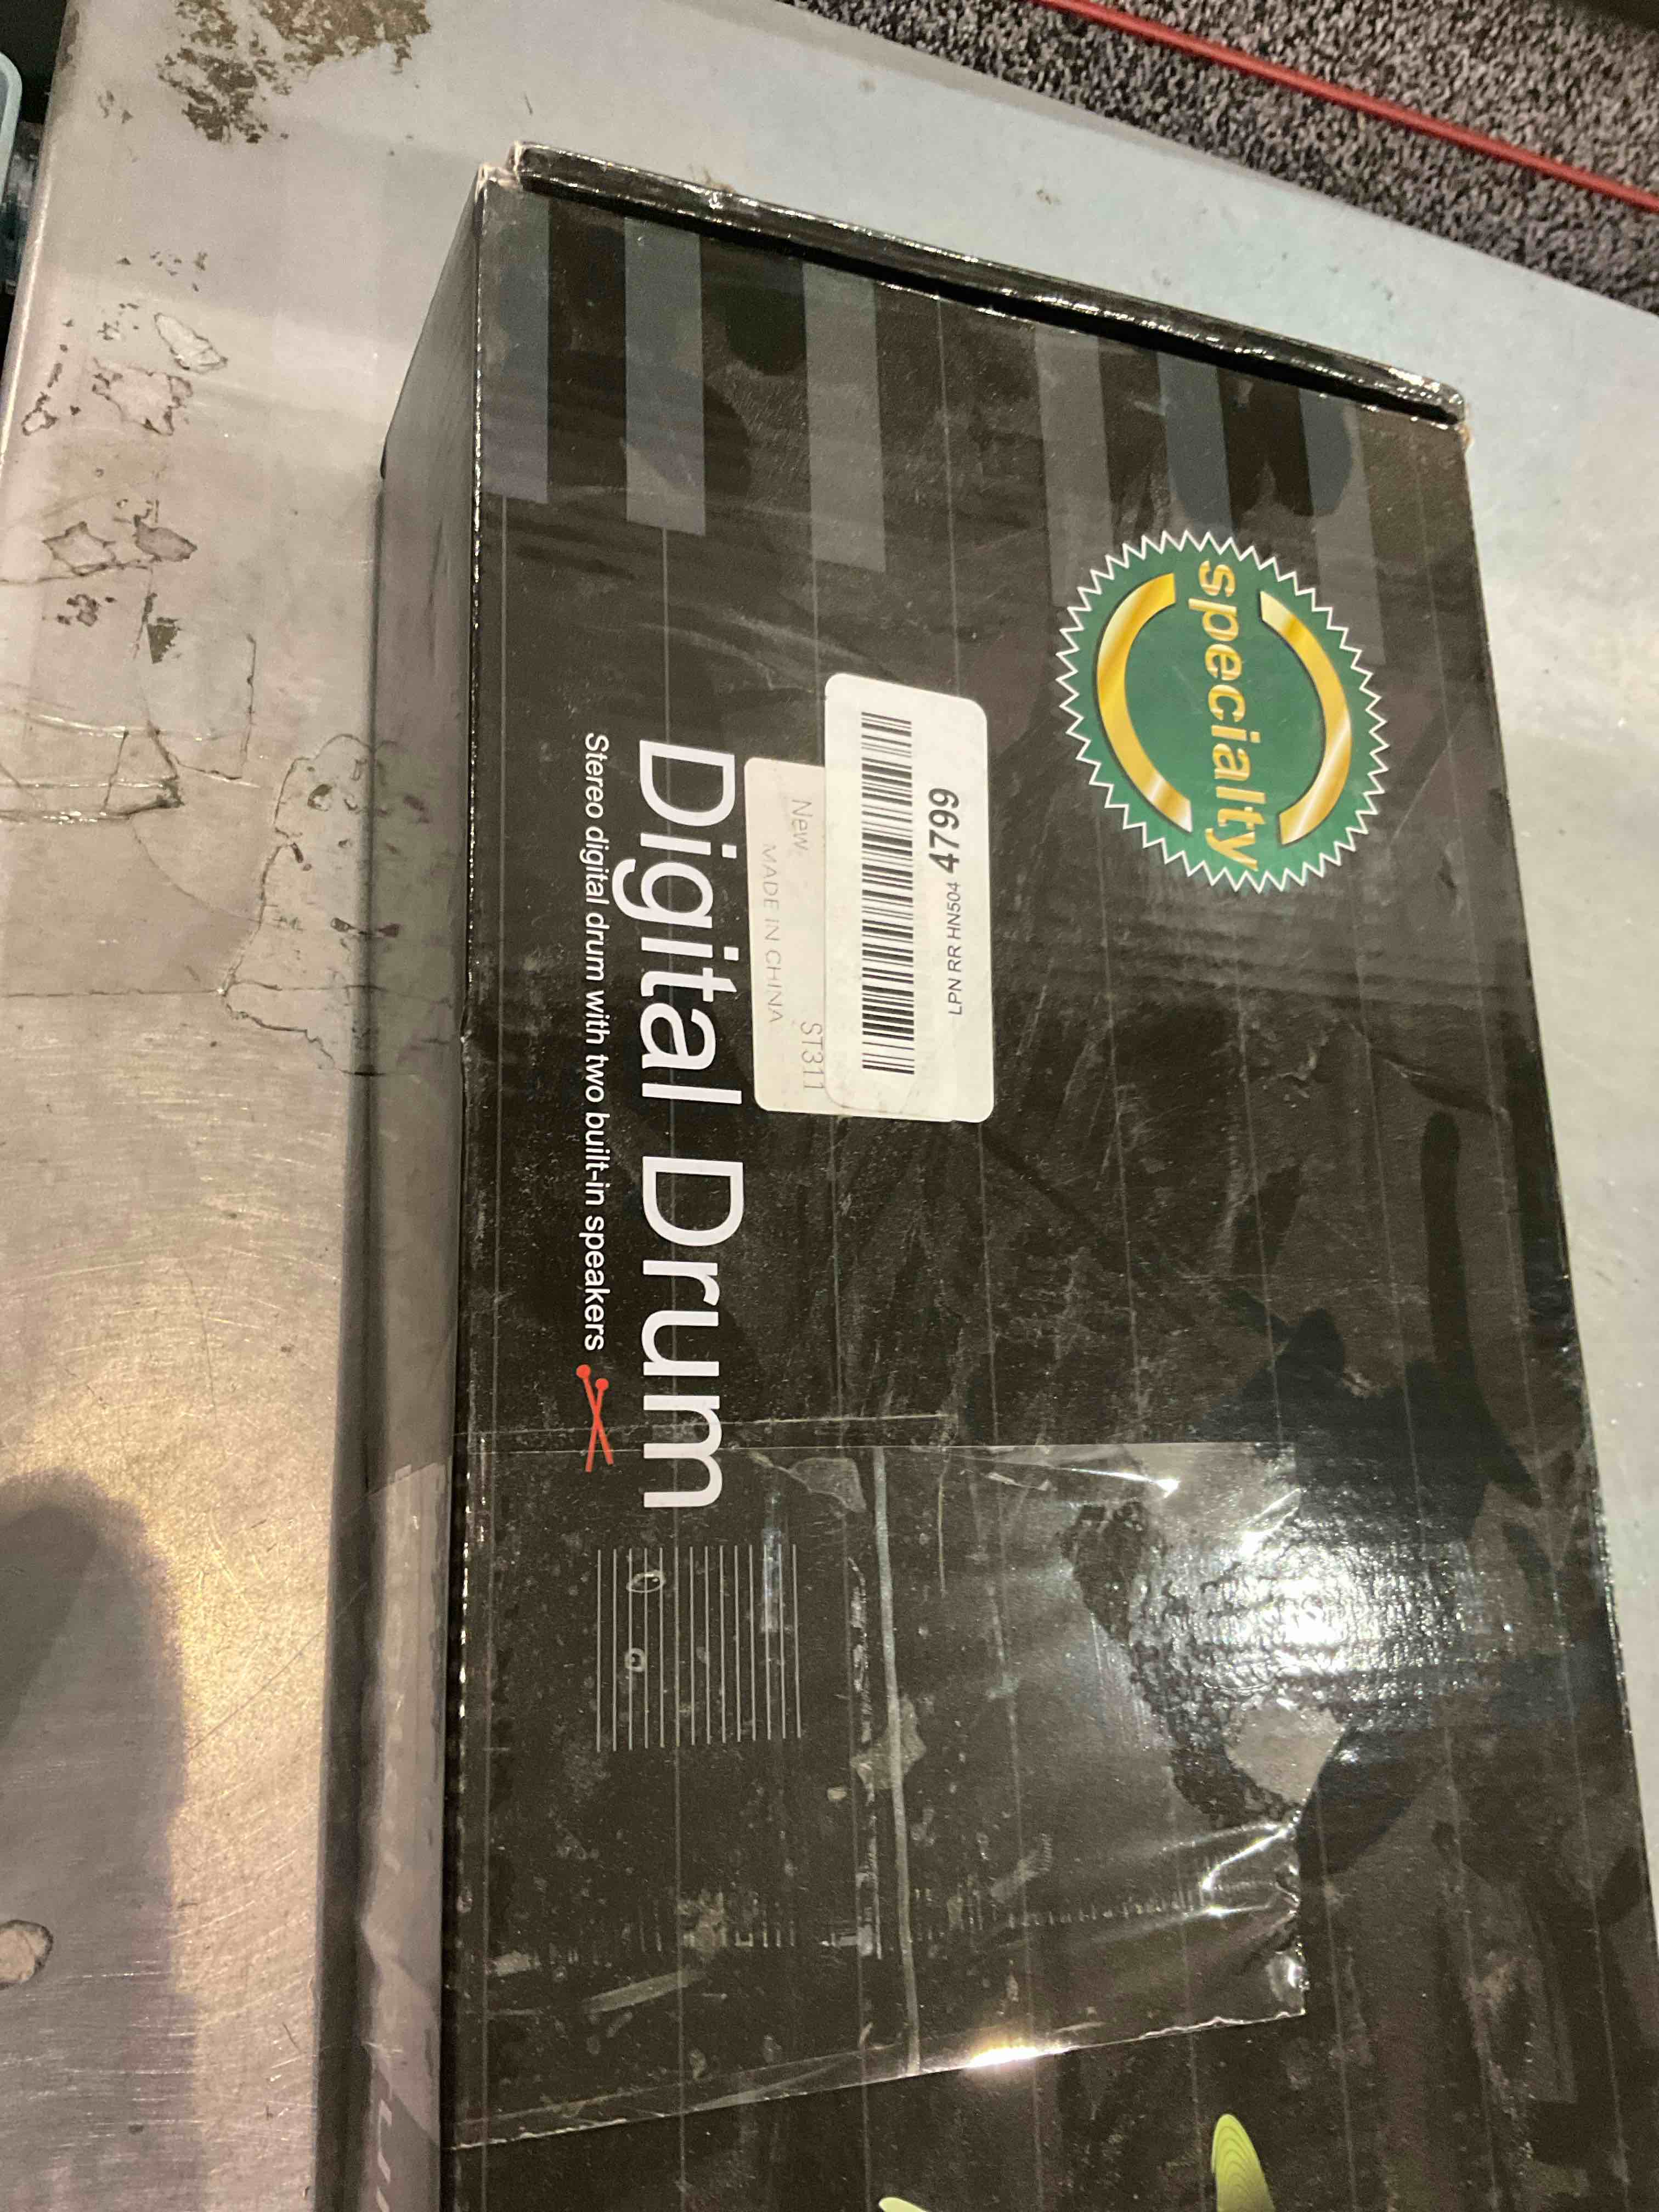 specialty
LPN RR HN504 4799
New
ST311
MADE IN CHINA
Digital Drum
Stereo digital drum with two built-in speakers